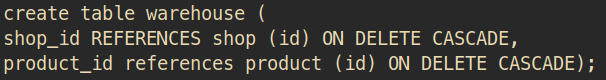 create table warehouse (
shop_id REFERENCES shop (id) ON DELETE CASCADE,
product_id references product (id) ON DELETE CASCADE);